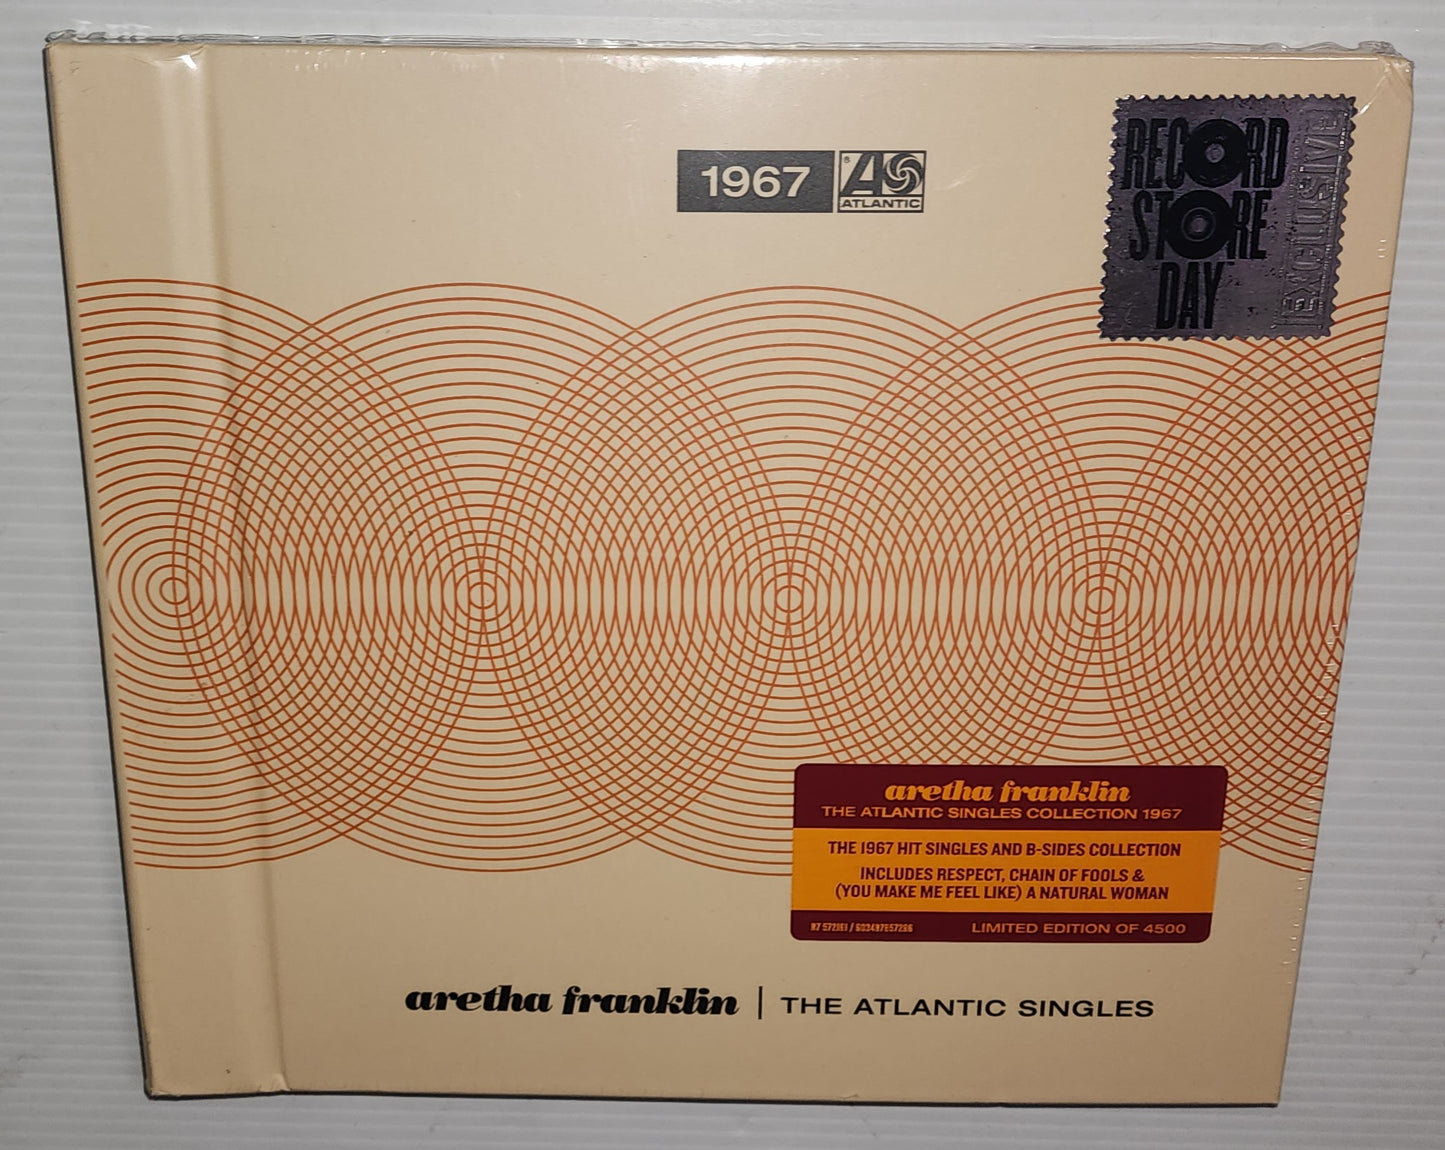 1967
ATLANTIC
RECORD
STORE
DAY
EXCLUSIVE
aretha franklin
THE ATLANTIC SINGLES COLLECTION 1967
THE 1967 HIT SINGLES AND B-SIDES COLLECTION
INCLUDES RESPECT, CHAIN OF FOOLS &
(YOU MAKE ME FEEL LIKE) A NATURAL WOMAN
LIMITED EDITION OF 4500
aretha franklin | THE ATLANTIC SINGLES